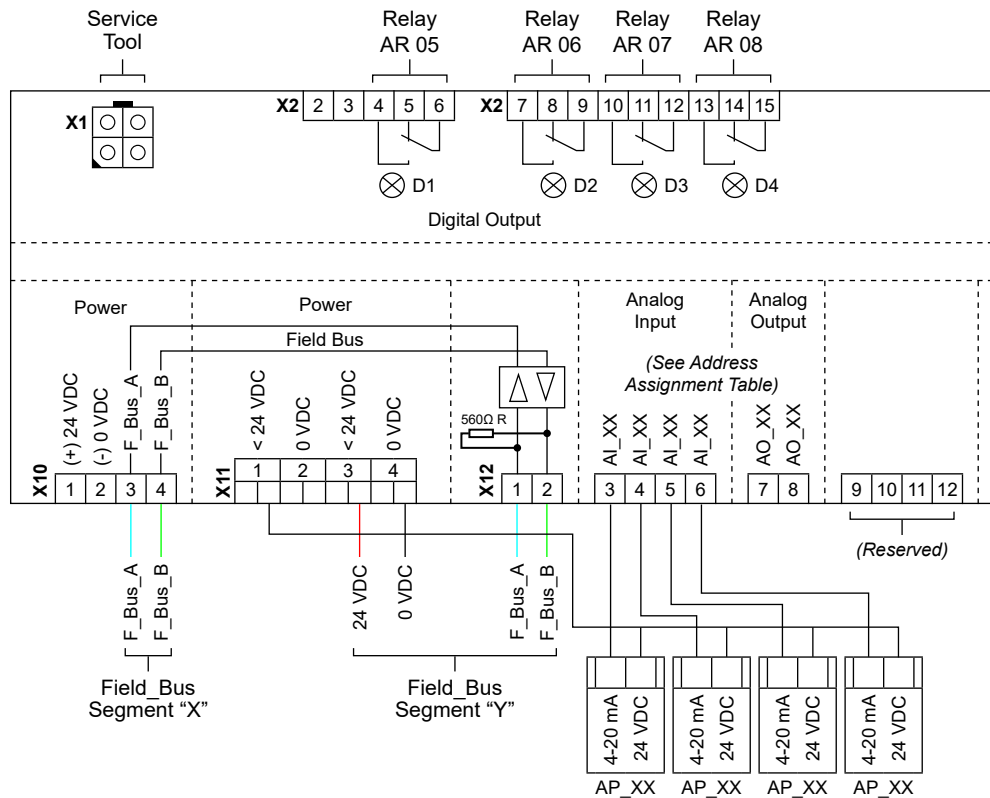 Service
Tool
Relay
AR 05
Relay
AR 06
Relay
AR 07
Relay
AR 08
X1
X2 2 3 4 5 6
X2 7 8 9 10 11 12 13 14 15
D1
D2
D3
D4
Digital Output
Power
Power
Field Bus
Analog
Input
Analog
Output
(See Address
Assignment Table)
(+) 24 VDC
(-) 0 VDC
F_Bus_A
F_Bus_B
< 24 VDC
0 VDC
< 24 VDC
0 VDC
560Ω R
AI_XX
AI_XX
AI_XX
AI_XX
AO_XX
AO_XX
X10 1 2 3 4
X11 1 2 3 4
X12 1 2
3 4 5 6
7 8
9 10 11 12
(Reserved)
F_Bus_A
F_Bus_B
24 VDC
0 VDC
F_Bus_A
F_Bus_B
Field_Bus
Segment “X”
Field_Bus
Segment “Y”
4-20 mA
24 VDC
4-20 mA
24 VDC
4-20 mA
24 VDC
4-20 mA
24 VDC
AP_XX
AP_XX
AP_XX
AP_XX